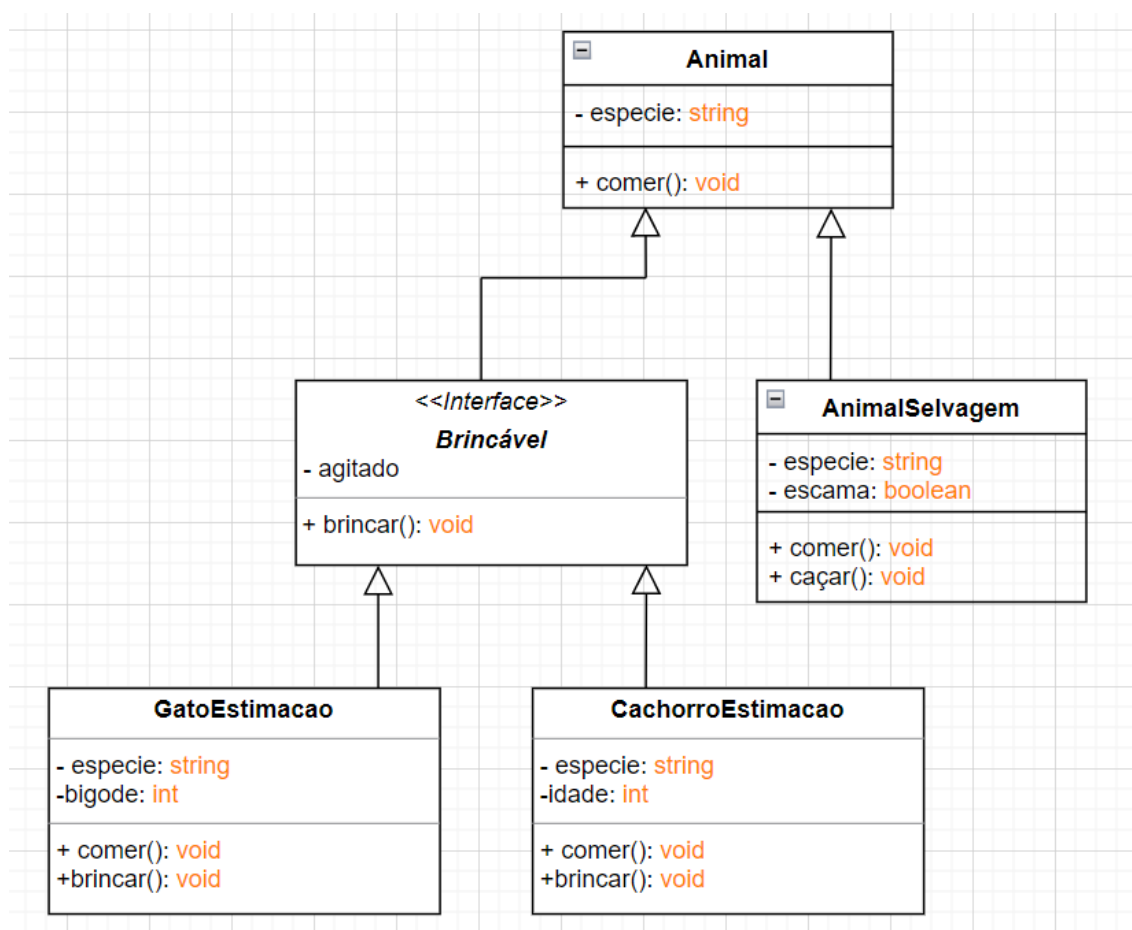 Animal
- especie: string
+ comer(): void
<<Interface>>
Brincável
- agitado
+ brincar(): void
AnimalSelvagem
- especie: string
- escama: boolean
+ comer(): void
+ caçar(): void
GatoEstimacao
- especie: string
-bigode: int
+ comer(): void
+brincar(): void
CachorroEstimacao
- especie: string
-idade: int
+ comer(): void
+brincar(): void